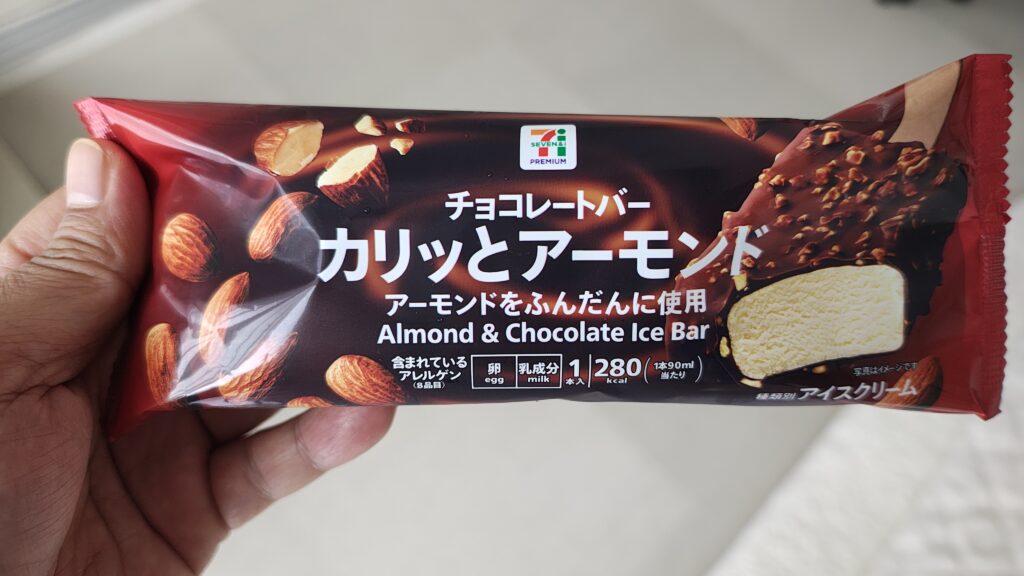 7i
SEVEN&i
PREMIUM
チョコレートバー
カリッとアーモンド
アーモンドをふんだんに使用
Almond & Chocolate Ice Bar
含まれている
アレルゲン
(8品目)
卵
egg
乳成分
milk
1
本入
280
kcal
(1本90ml
当たり)
写真はイメージです
種類別 アイスクリーム